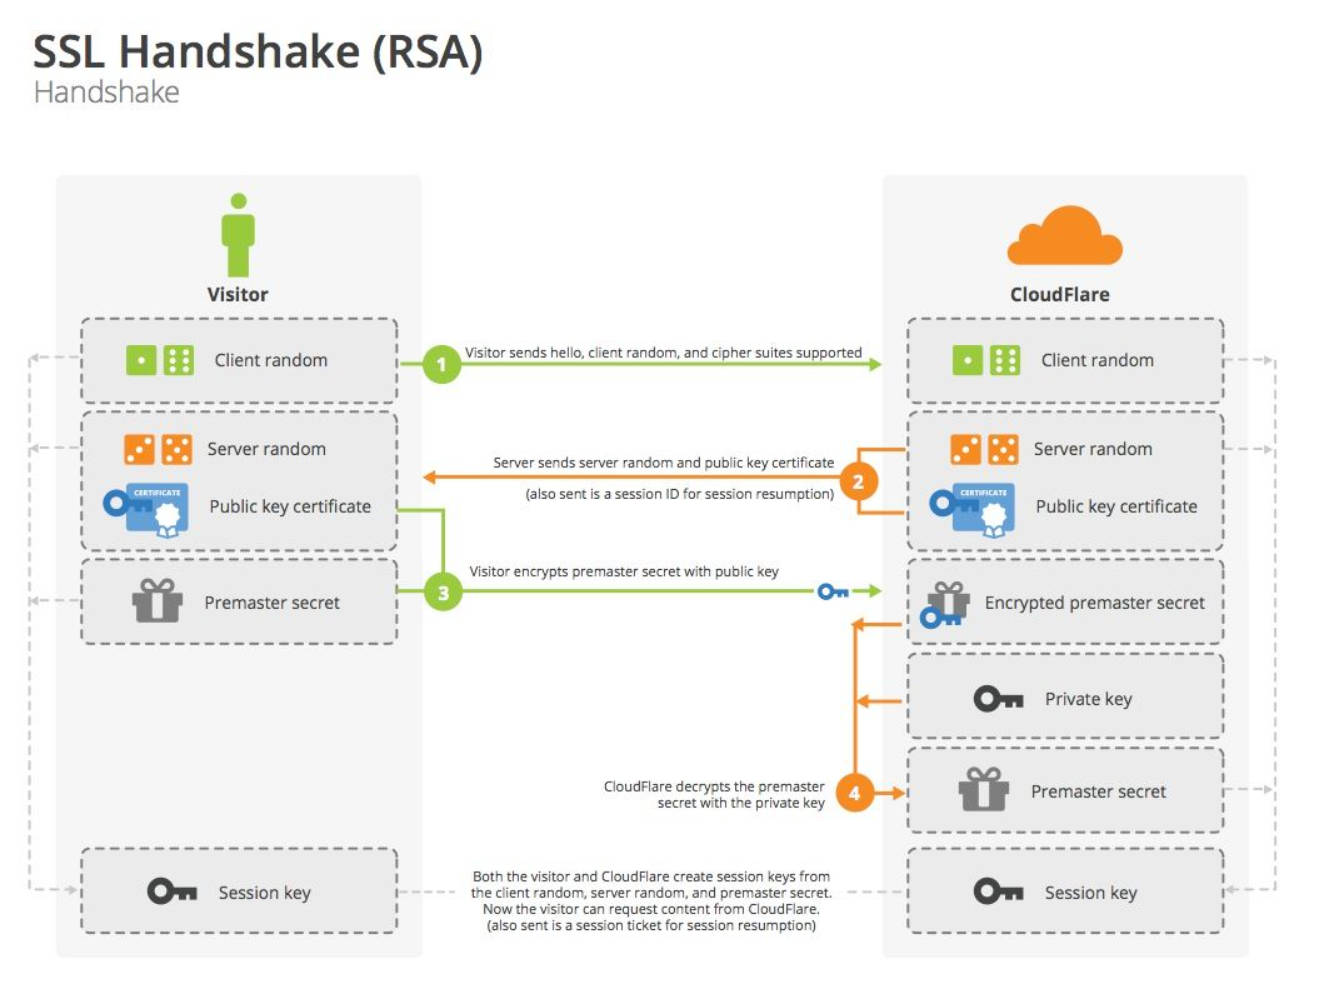 SSL Handshake (RSA)
Handshake
Visitor
CloudFlare
Client random
1
Visitor sends hello, client random, and cipher suites supported
Client random
Server random
CERTIFICATE
Public key certificate
Server sends server random and public key certificate
(also sent is a session ID for session resumption)
2
Server random
CERTIFICATE
Public key certificate
Premaster secret
3
Visitor encrypts premaster secret with public key
Encrypted premaster secret
Private key
CloudFlare decrypts the premaster
secret with the private key
4
Premaster secret
Session key
Both the visitor and CloudFlare create session keys from
the client random, server random, and premaster secret.
Now the visitor can request content from CloudFlare.
(also sent is a session ticket for session resumption)
Session key